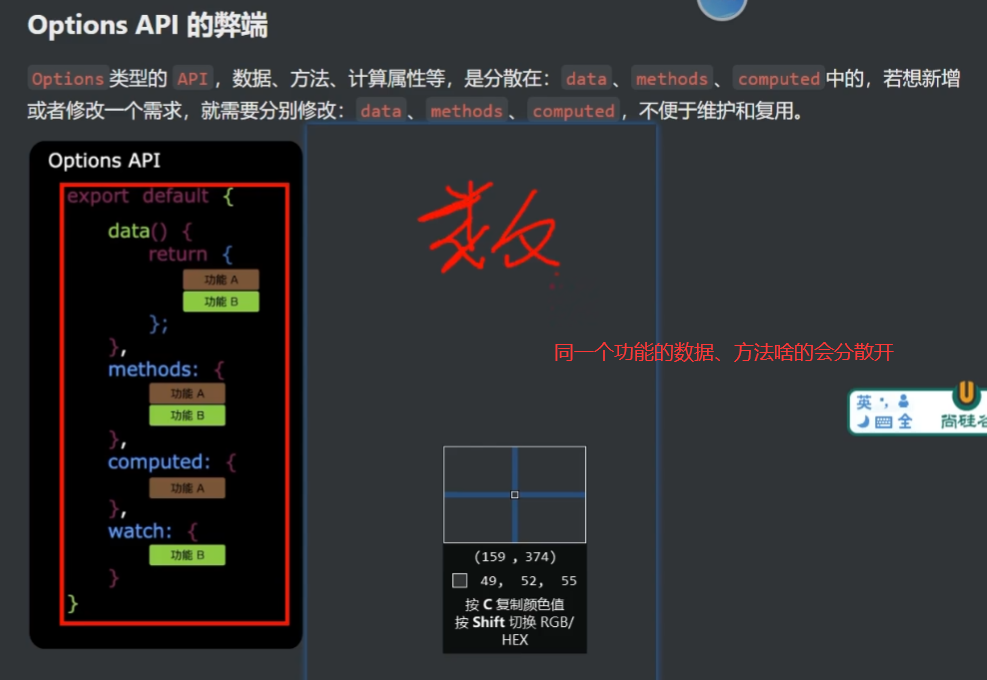 Options API 的弊端
Options 类型的 API，数据、方法、计算属性等，是分散在：data、methods、computed 中的，若想新增
或者修改一个需求，就需要分别修改：data、methods、computed，不便于维护和复用。
Options API
export default {
data() {
return {
功能 A
功能 B
};
},
methods: {
功能 A
功能 B
},
computed: {
功能 A
},
watch: {
功能 B
}
}
同一个功能的数据、方法啥的会分散开
英
全
尚硅谷
(159 , 374)
49, 52, 55
按 C 复制颜色值
按 Shift 切换 RGB/
HEX